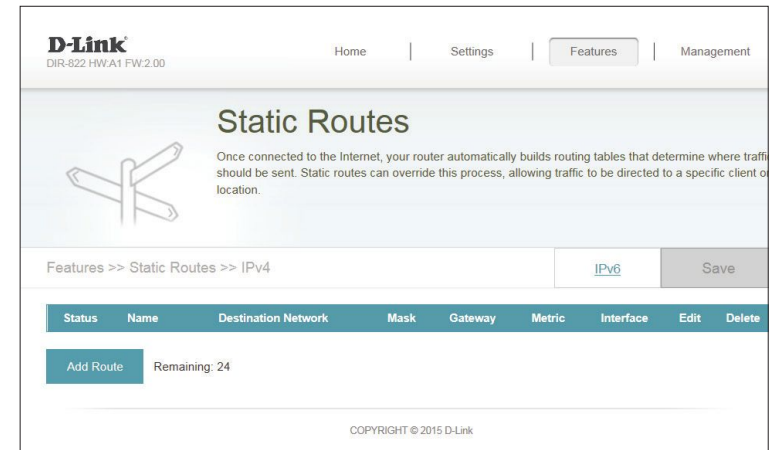 D-Link
DIR-822 HW:A1 FW:2.00
Home | Settings | Features | Management
Static Routes
Once connected to the Internet, your router automatically builds routing tables that determine where traffi
should be sent. Static routes can override this process, allowing traffic to be directed to a specific client or
location.
Features >> Static Routes >> IPv4
IPv6
Save
Status Name Destination Network Mask Gateway Metric Interface Edit Delete
Add Route Remaining: 24
COPYRIGHT © 2015 D-Link